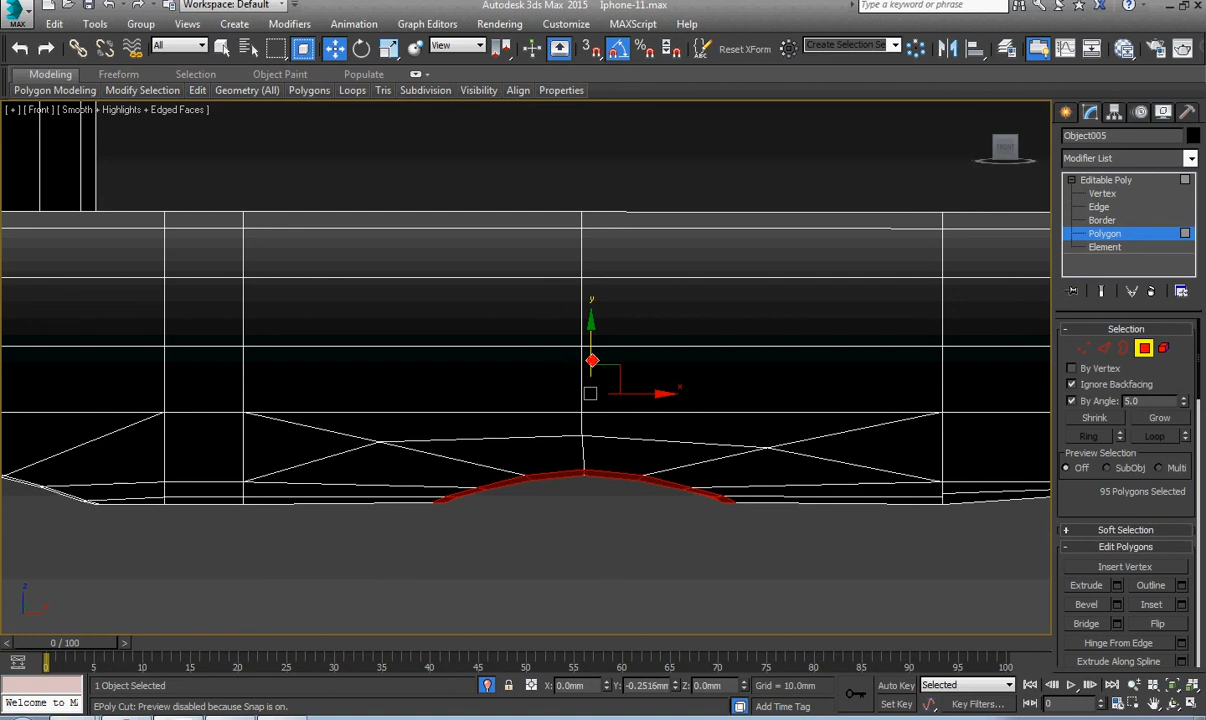 Workspace: Default
Autodesk 3ds Max 2015 Iphone-11.max
Type a keyword or phrase
MAX
Edit Tools Group Views Create Modifiers Animation Graph Editors Rendering Customize MAXScript Help
All
View
3
Create Selection Se
Reset XForm
Modeling Freeform Selection Object Paint Populate
Polygon Modeling Modify Selection Edit Geometry (All) Polygons Loops Tris Subdivision Visibility Align Properties
[ + ] [ Front ] [ Smooth + Highlights + Edged Faces ]
FRONT
y
x
z
Object005
Modifier List
Editable Poly
Vertex
Edge
Border
Polygon
Element
- Selection
By Vertex
Ignore Backfacing
By Angle: 5.0
Shrink Grow
Ring Loop
Preview Selection
Off SubObj Multi
95 Polygons Selected
+ Soft Selection
- Edit Polygons
Insert Vertex
Extrude Outline
Bevel Inset
Bridge Flip
Hinge From Edge
Extrude Along Spline
< 0 / 100 >
0 5 10 15 20 25 30 35 40 45 50 55 60 65 70 75 80 85 90 95 100
1 Object Selected
X: 0.0mm Y: -0.2516mm Z: 0.0mm Grid = 10.0mm
Auto Key Selected
Welcome to M
EPoly Cut: Preview disabled because Snap is on.
Add Time Tag
Set Key Key Filters... 0